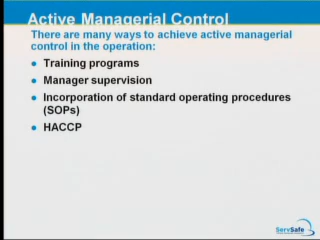 Active Managerial Control
There are many ways to achieve active managerial
control in the operation:
Training programs
Manager supervision
Incorporation of standard operating procedures
(SOPs)
HACCP
ServSafe